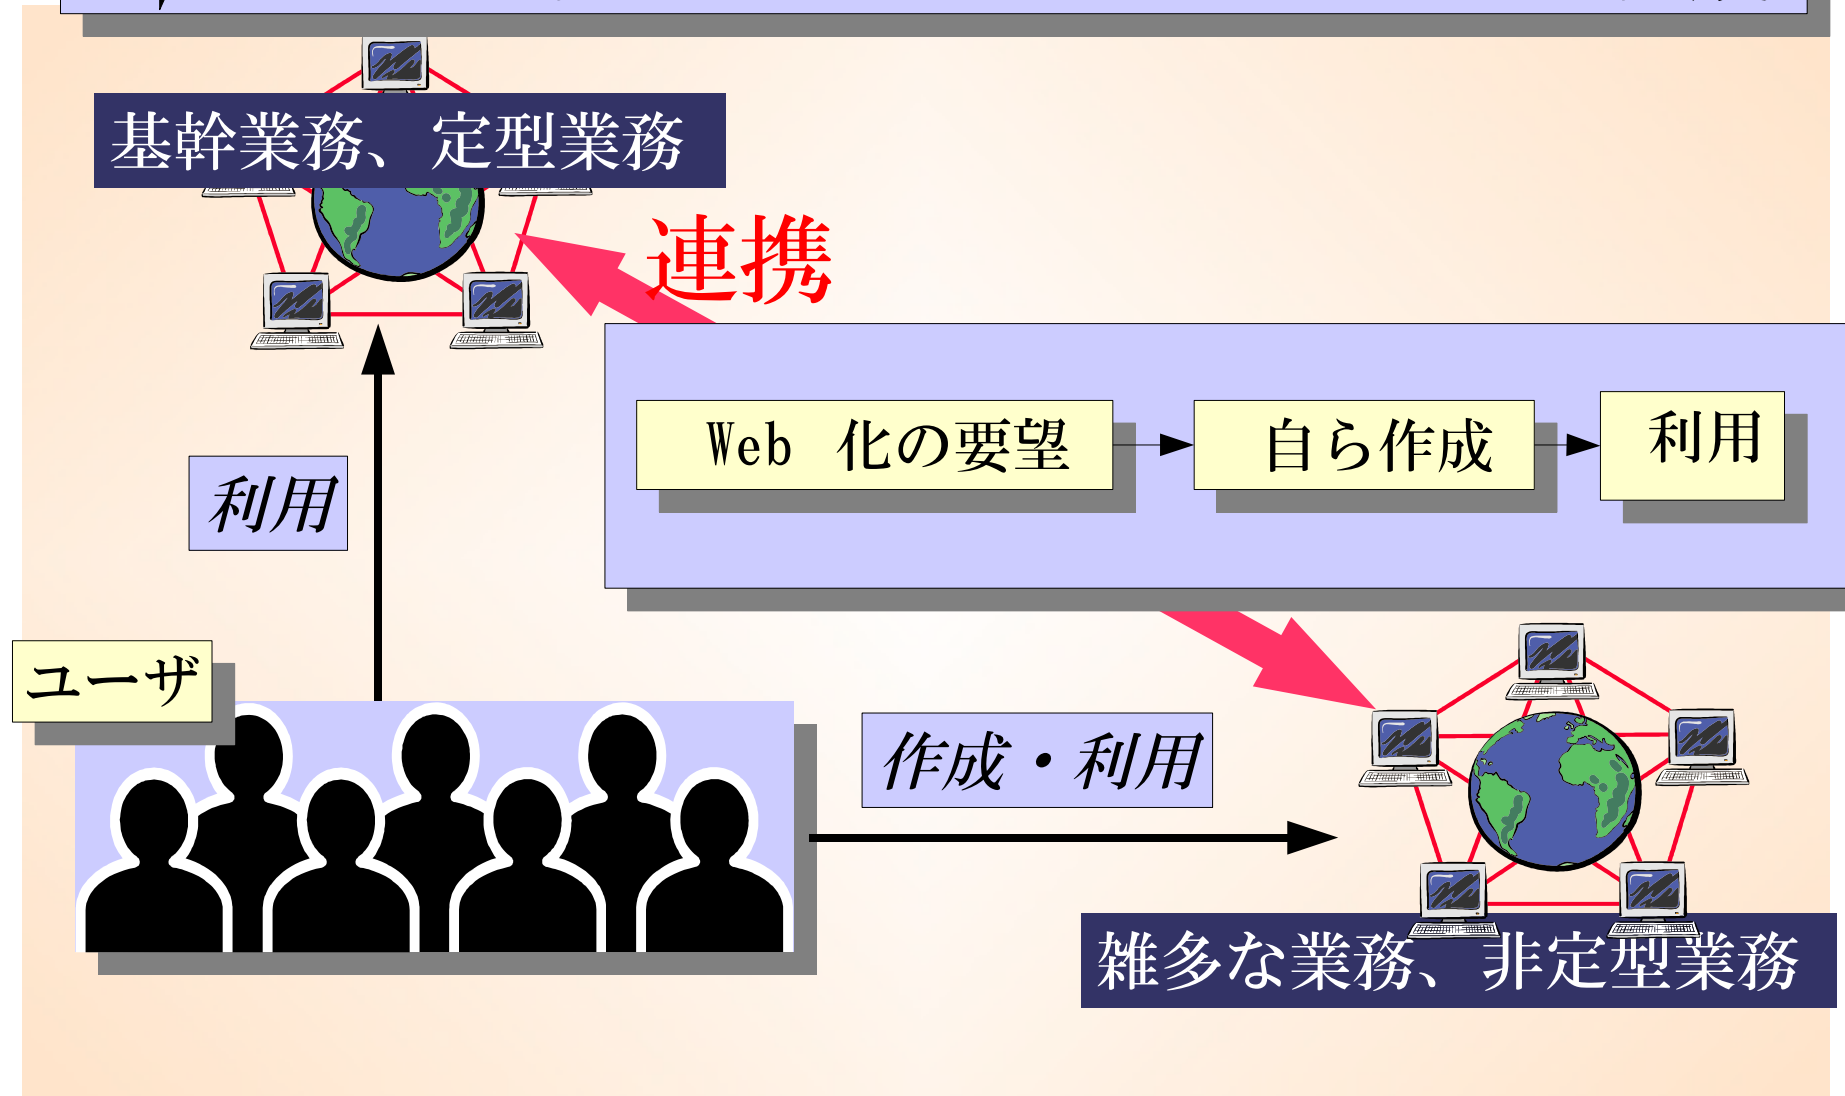 基幹業務、定型業務
連携
Web 化の要望
自ら作成
利用
利用
ユーザ
作成・利用
雑多な業務、非定型業務